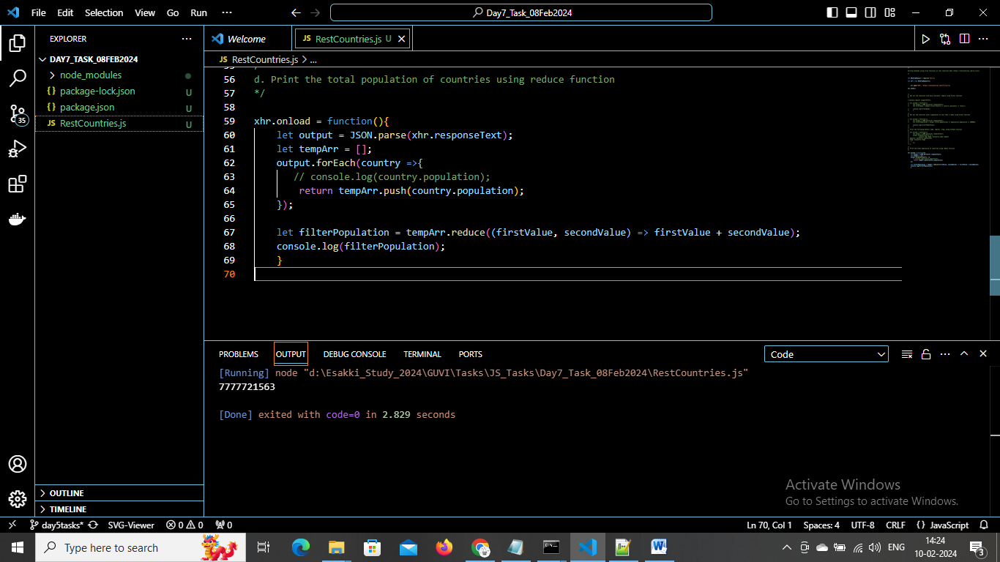 File Edit Selection View Go Run ··· Day7_Task_08Feb2024
EXPLORER ···
DAY7_TASK_08FEB2024
node_modules
{} package-lock.json U
{} package.json U
JS RestCountries.js U
OUTLINE
TIMELINE
35
Welcome JS RestCountries.js U
JS RestCountries.js > ...
56 d. Print the total population of countries using reduce function
57 */
58
59 xhr.onload = function(){
60 let output = JSON.parse(xhr.responseText);
61 let tempArr = [];
62 output.forEach(country =>{
63 // console.log(country.population);
64 return tempArr.push(country.population);
65 });
66
67 let filterPopulation = tempArr.reduce((firstValue, secondValue) => firstValue + secondValue);
68 console.log(filterPopulation);
69 }
70
PROBLEMS OUTPUT DEBUG CONSOLE TERMINAL PORTS Code
[Running] node "d:\Esakki_Study_2024\GUVI\Tasks\JS_Tasks\Day7_Task_08Feb2024\RestCountries.js"
7777721563
[Done] exited with code=0 in 2.829 seconds
Activate Windows
Go to Settings to activate Windows.
day5tasks* SVG-Viewer 0 0 0 Ln 70, Col 1 Spaces: 4 UTF-8 CRLF {} JavaScript
Type here to search ENG 14:24
10-02-2024 3